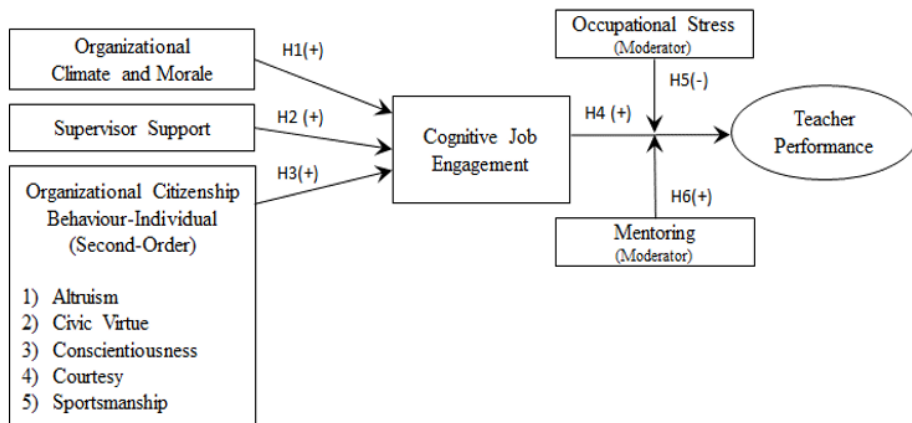 Organizational
Climate and Morale
H1(+)
Supervisor Support
H2 (+)
Organizational Citizenship
Behaviour-Individual
(Second-Order)
1) Altruism
2) Civic Virtue
3) Conscientiousness
4) Courtesy
5) Sportsmanship
H3(+)
Cognitive Job
Engagement
H4 (+)
Occupational Stress
(Moderator)
H5(-)
H6(+)
Mentoring
(Moderator)
Teacher
Performance